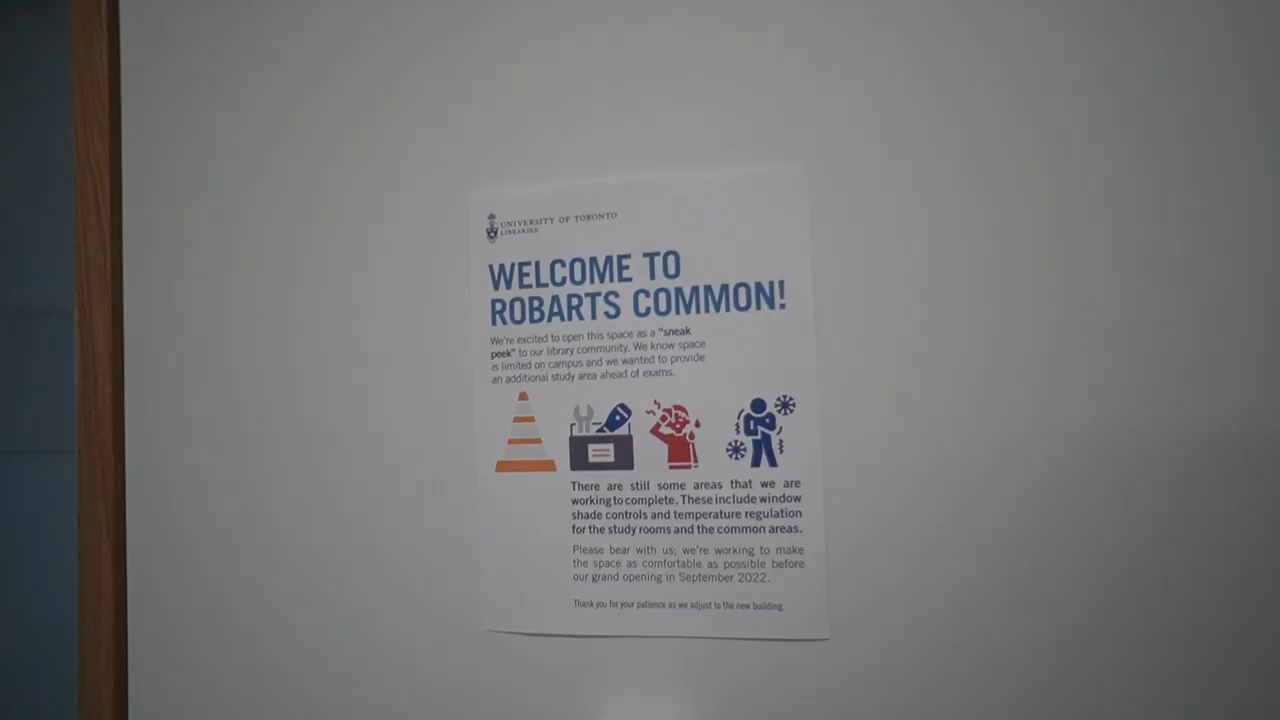 UNIVERSITY OF TORONTO
LIBRARIES
WELCOME TO
ROBARTS COMMON!
We're excited to open this space as a "sneak
peek" to our library community. We know space
is limited on campus and we wanted to provide
an additional study area ahead of exams.
There are still some areas that we are
working to complete. These include window
shade controls and temperature regulation
for the study rooms and the common areas.
Please bear with us; we're working to make
the space as comfortable as possible before
our grand opening in September 2022.
Thank you for your patience as we adjust to the new building.